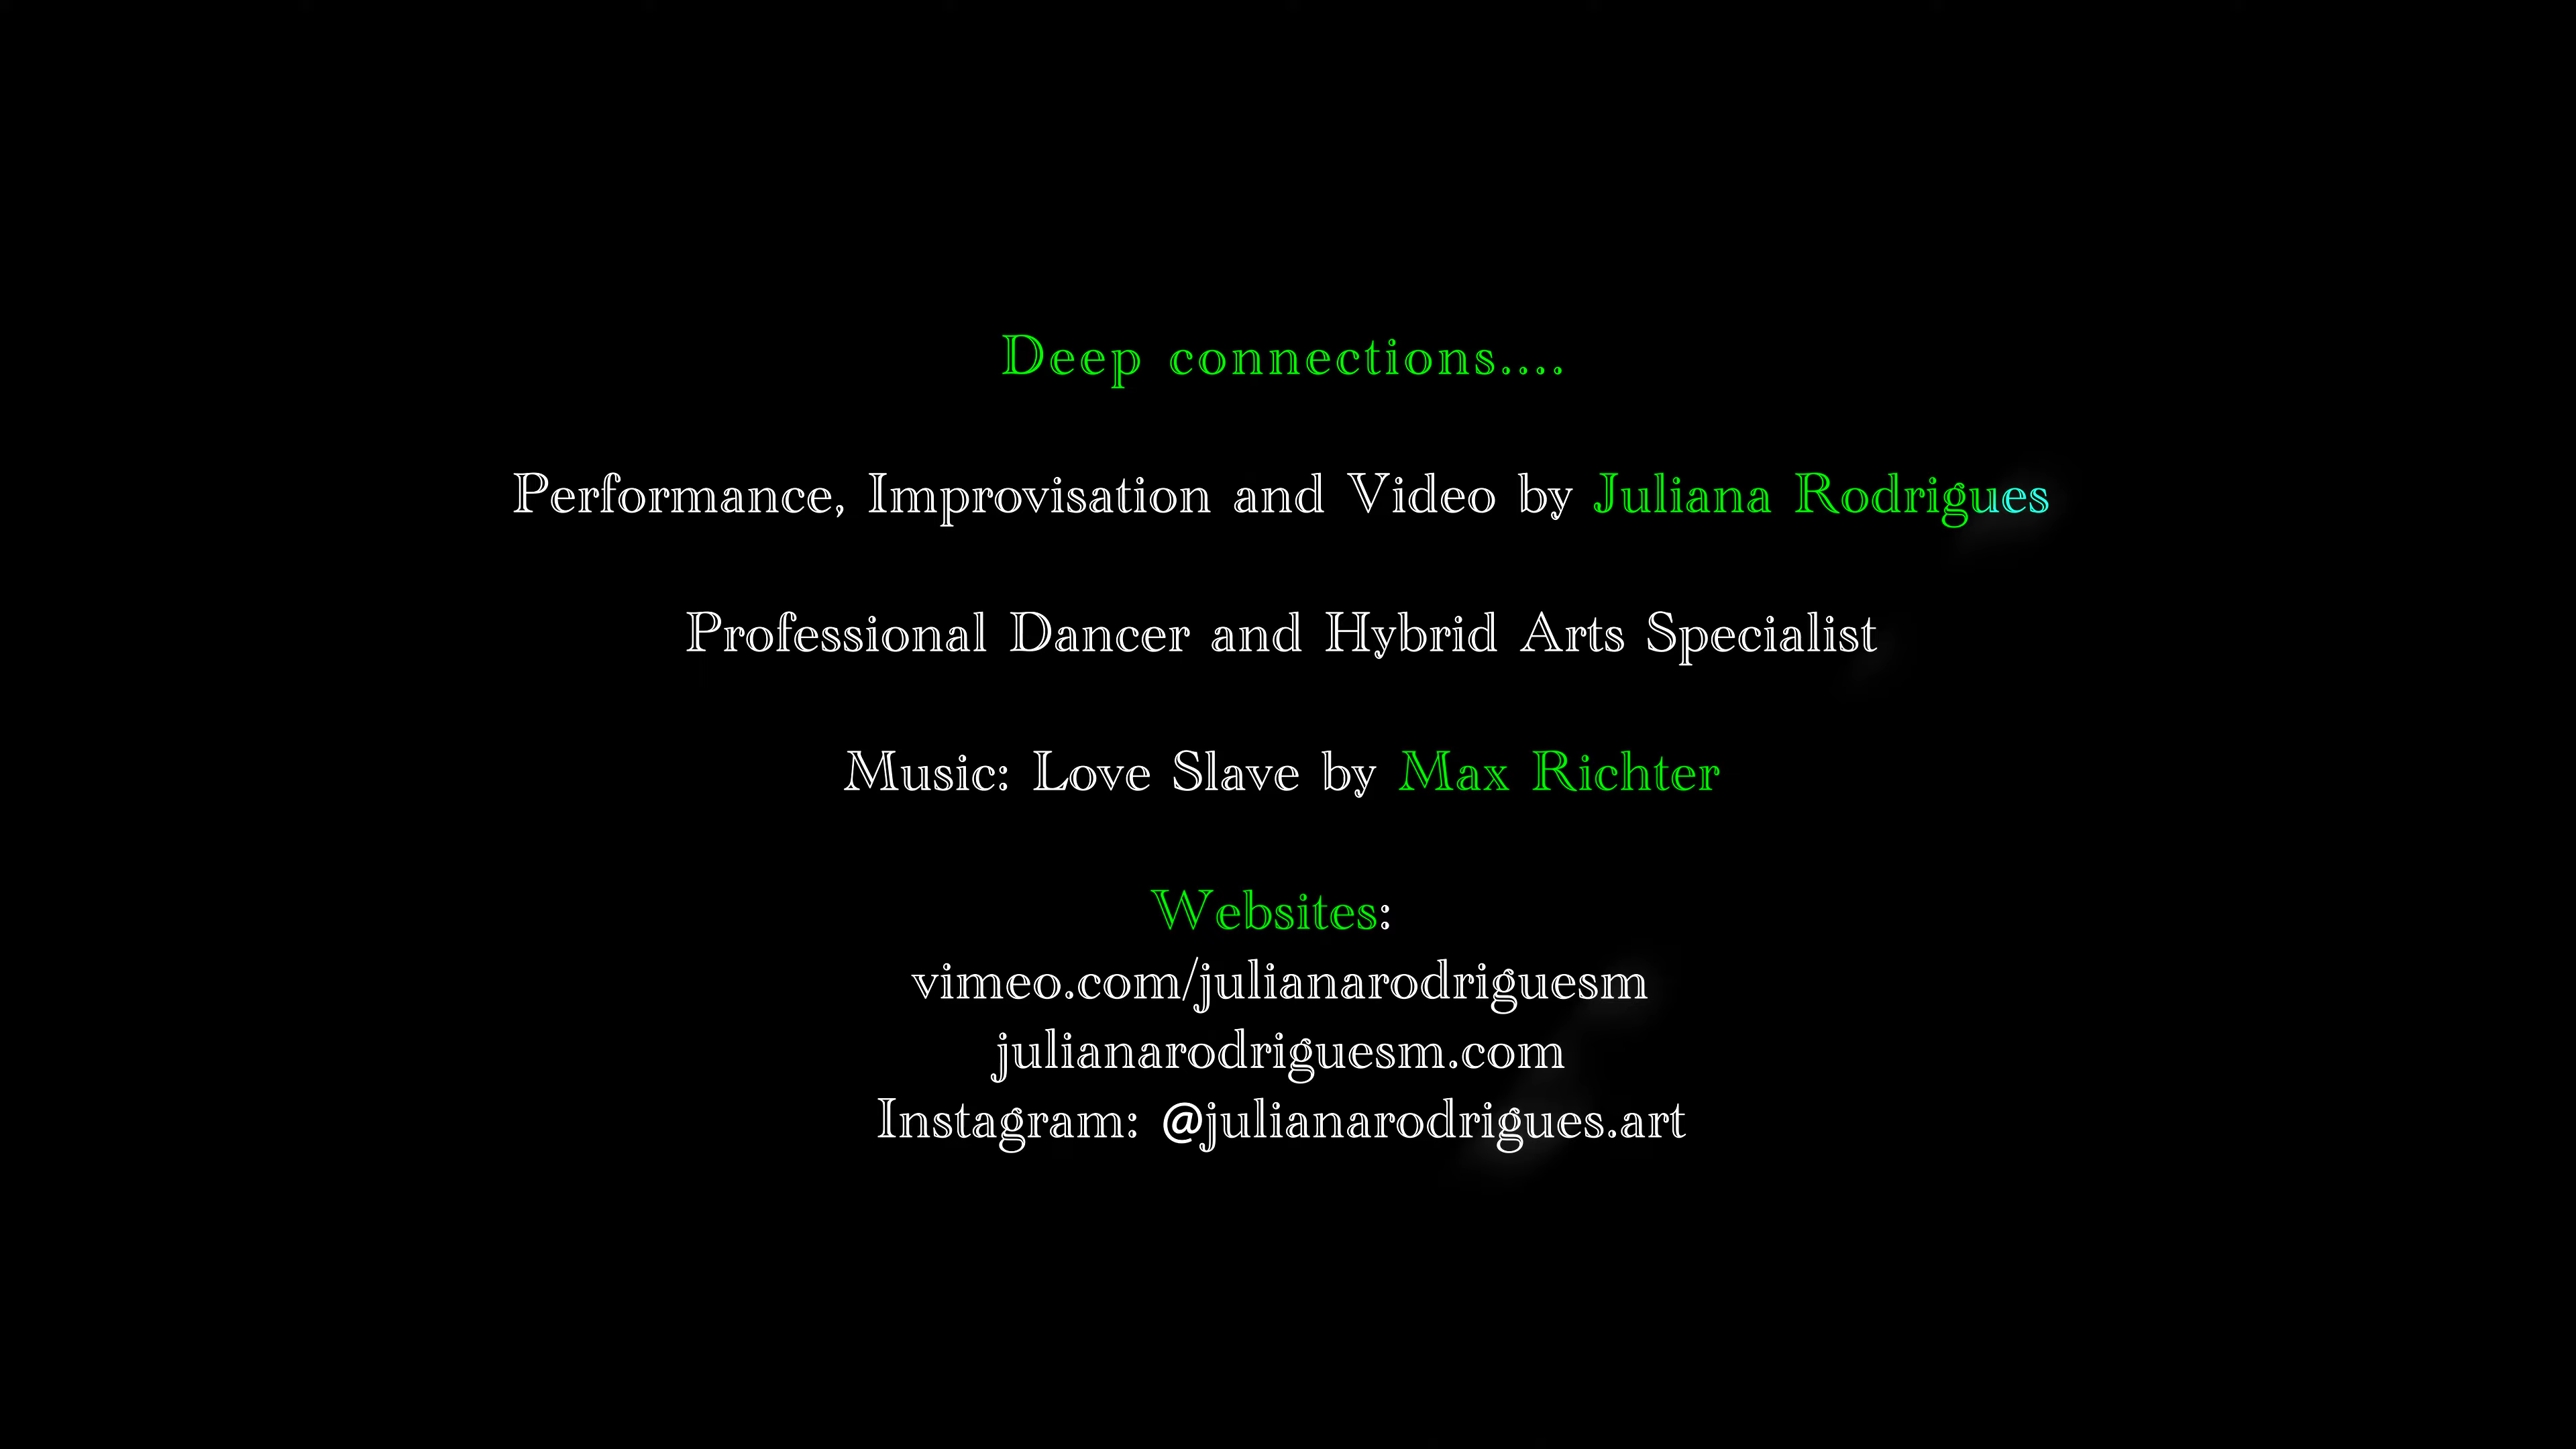 Deep connections....
Performance, Improvisation and Video by Juliana Rodrigues
Professional Dancer and Hybrid Arts Specialist
Music: Love Slave by Max Richter
Websites:
vimeo.com/julianarodriguesm
julianarodriguesm.com
Instagram: @julianarodrigues.art